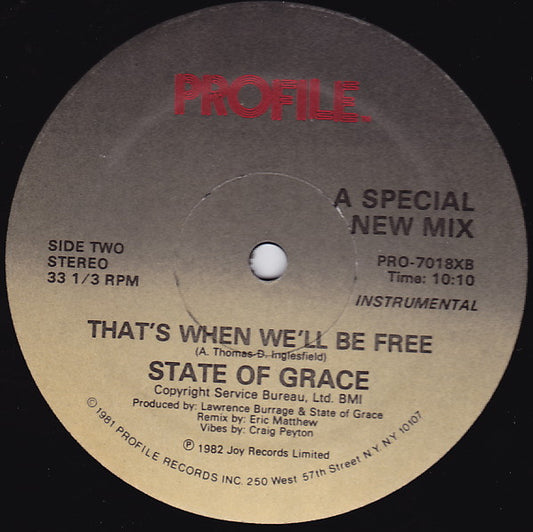 PROFILE.
A SPECIAL
NEW MIX
SIDE TWO
STEREO
33 1/3 RPM
PRO-7018XB
Time: 10:10
INSTRUMENTAL
THAT'S WHEN WE'LL BE FREE
(A. Thomas-D. Inglesfield)
STATE OF GRACE
Copyright Service Bureau, Ltd. BMI
Produced by: Lawrence Burrage & State of Grace
Remix by: Eric Matthew
Vibes by: Craig Peyton
℗ 1982 Joy Records Limited
©1981 PROFILE RECORDS INC. 250 West 57th Street N.Y. NY 10107